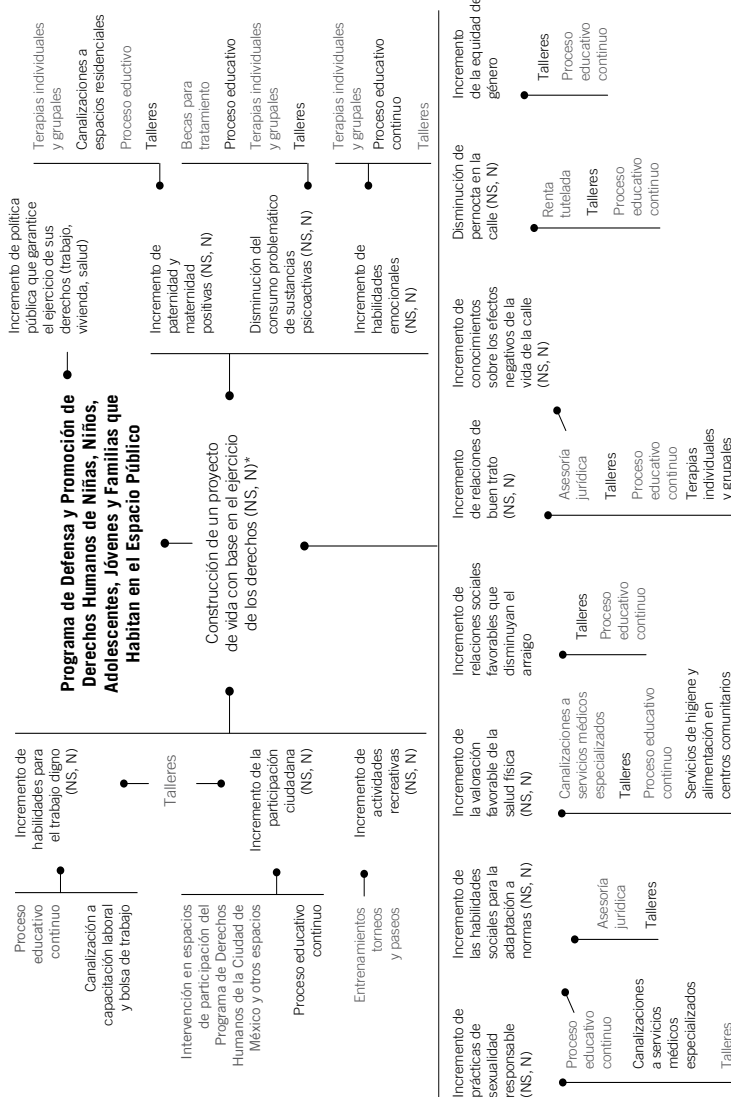 Programa de Defensa y Promoción de
Derechos Humanos de Niñas, Niños,
Adolescentes, Jóvenes y Familias que
Habitan en el Espacio Público
Incremento de política
pública que garantice
el ejercicio de sus
derechos (trabajo,
vivienda, salud)
Construcción de un proyecto
de vida con base en el ejercicio
de los derechos (NS, N)*
Proceso
educativo
continuo
Canalización a
capacitación laboral
y bolsa de trabajo
Incremento de
habilidades para
el trabajo digno
(NS, N)
Talleres
Intervención en espacios
de participación del
Programa de Derechos
Humanos de la Ciudad de
México y otros espacios
Proceso educativo
continuo
Incremento de la
participación
ciudadana
(NS, N)
Entrenamientos
torneos
y paseos
Incremento de
actividades
recreativas
(NS, N)
Incremento de
paternidad y
maternidad
positivas (NS, N)
Terapias individuales
y grupales
Canalizaciones a
espacios residenciales
Proceso eductivo
Talleres
Disminución del
consumo problemático
de sustancias
psicoactivas (NS, N)
Becas para
tratamiento
Proceso educativo
Terapias individuales
y grupales
Talleres
Incremento de
habilidades
emocionales
(NS, N)
Terapias individuales
y grupales
Proceso educativo
continuo
Talleres
Incremento de
prácticas de
sexualidad
responsable
(NS, N)
Proceso
educativo
continuo
Canalizaciones
a servicios
médicos
especializados
Talleres
Incremento de
las habilidades
sociales para la
adaptación a
normas (NS, N)
Asesoría
jurídica
Talleres
Incremento de
la valoración
favorable de la
salud física
(NS, N)
Canalizaciones a
servicios médicos
especializados
Talleres
Proceso educativo
continuo
Servicios de higiene y
alimentación en
centros comunitarios
Incremento de
relaciones sociales
favorables que
disminuyan el
arraigo
Talleres
Proceso
educativo
continuo
Incremento
de relaciones de
buen trato
(NS, N)
Asesoría
jurídica
Talleres
Proceso
educativo
continuo
Terapias
individuales
y grupales
Incremento de
conocimientos
sobre los efectos
negativos de la
vida de la calle
(NS, N)
Disminución de
pernocta en la
calle (NS, N)
Renta
tutelada
Talleres
Proceso
educativo
continuo
Incremento
de la equidad de
género
Talleres
Proceso
educativo
continuo